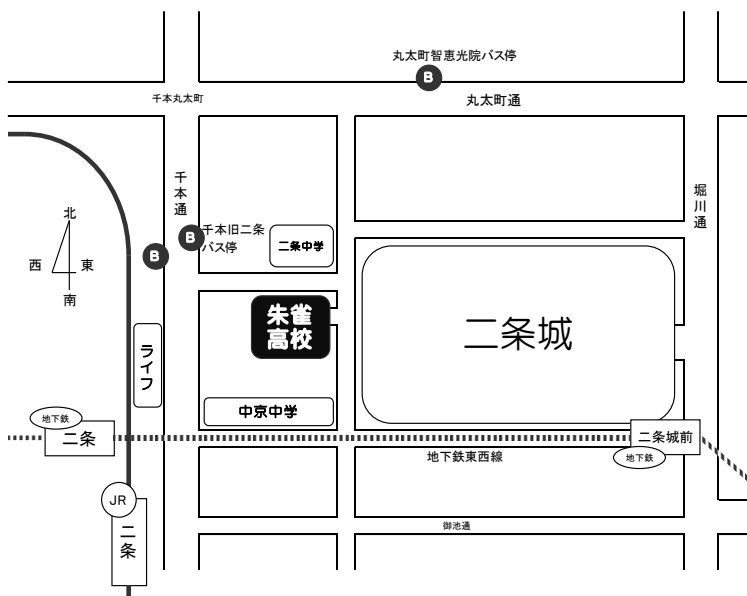 丸太町智恵光院バス停
B
千本丸太町
丸太町通
千本通
堀川通
北
西
東
南
B
千本旧二条
バス停
B
二条中学
朱雀
高校
二条城
ライフ
中京中学
地下鉄
二条
二条城前
地下鉄
地下鉄東西線
JR
二条
御池通